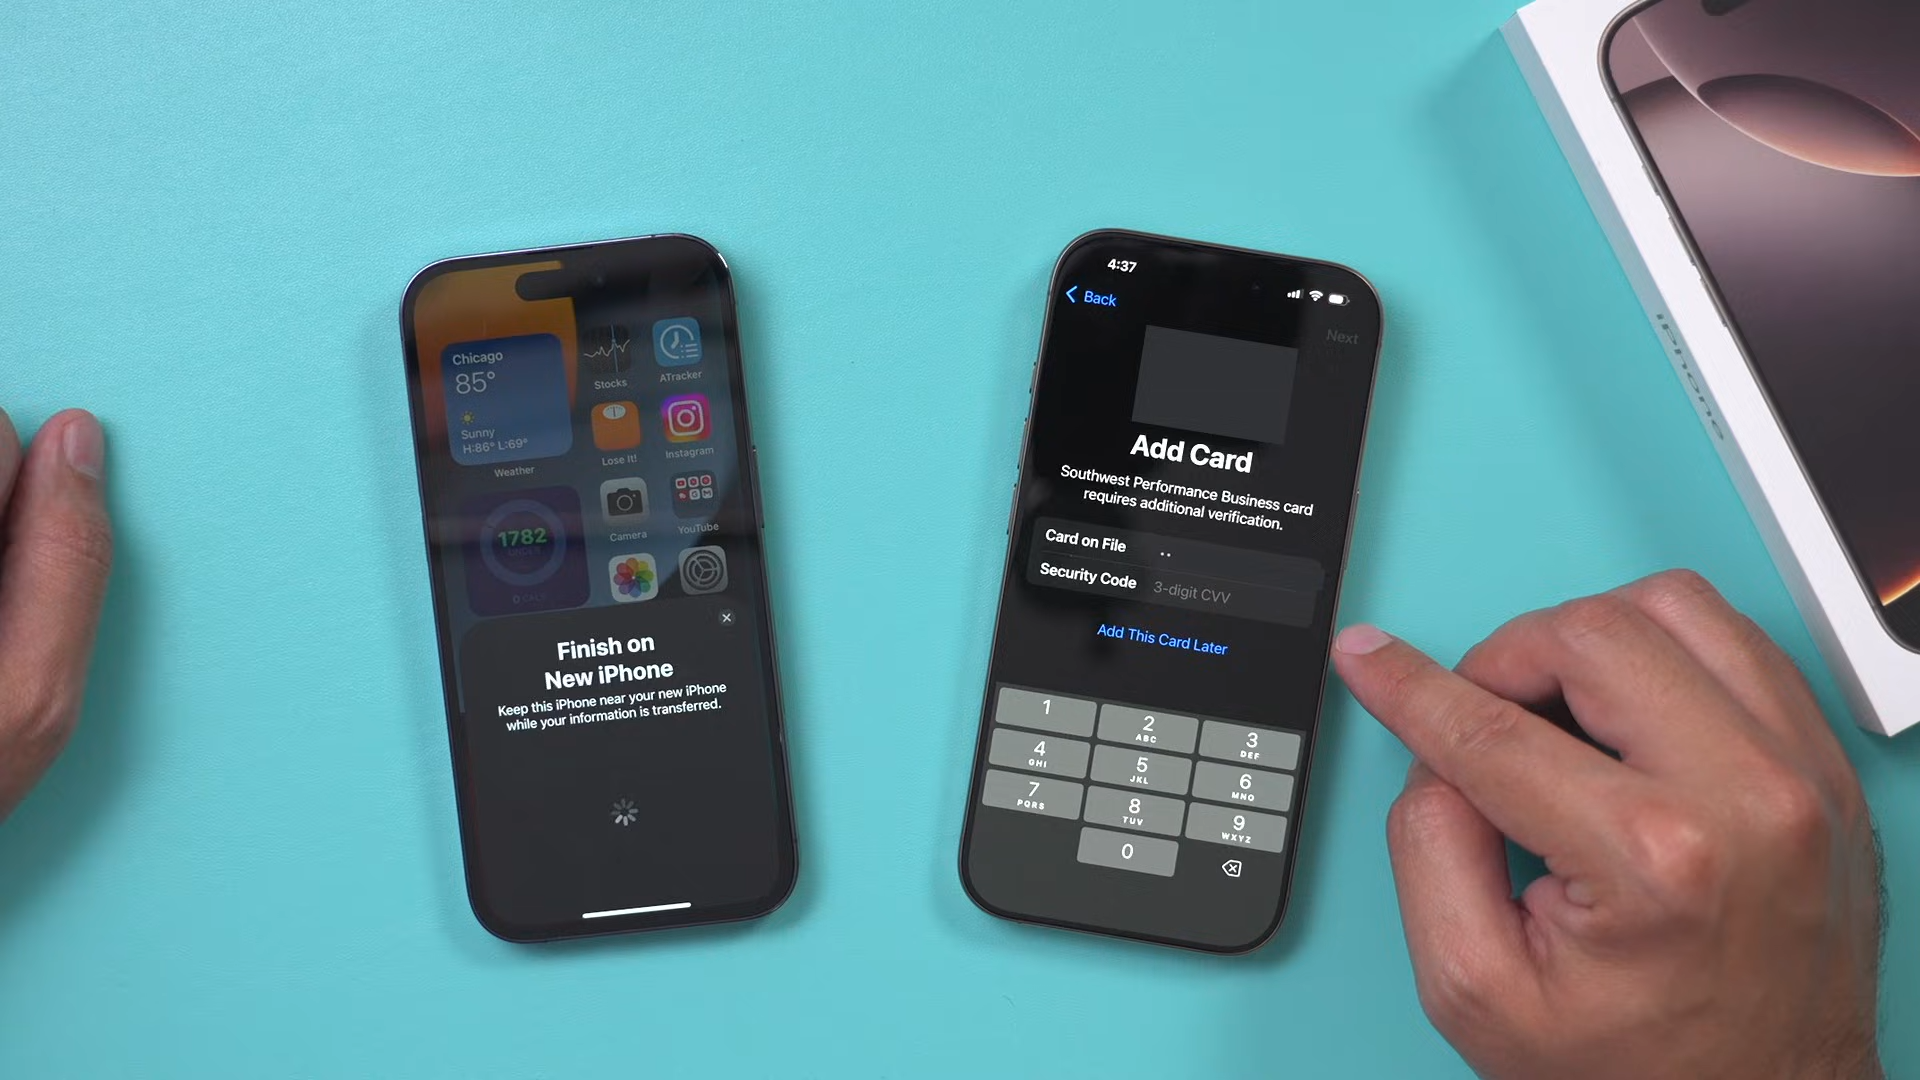 Chicago
85°
Sunny
H:86° L:69°
Weather
Stocks
ATracker
Lose It!
Instagram
Camera
YouTube
1782
Finish on
New iPhone
Keep this iPhone near your new iPhone
while your information is transferred.
4:37
Back
Next
Add Card
Southwest Performance Business card
requires additional verification.
Card on File ··
Security Code 3-digit CVV
Add This Card Later
1
2 ABC
3 DEF
4 GHI
5 JKL
6 MNO
7 PQRS
8 TUV
9 WXYZ
0
iPhone